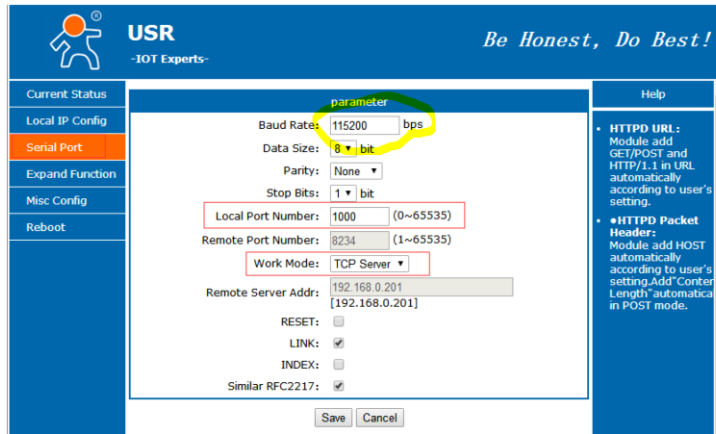 ®
USR
-IOT Experts-
Be Honest, Do Best!
Current Status
Local IP Config
Serial Port
Expand Function
Misc Config
Reboot
parameter
Baud Rate: 115200 bps
Data Size: 8 bit
Parity: None
Stop Bits: 1 bit
Local Port Number: 1000 (0~65535)
Remote Port Number: 8234 (1~65535)
Work Mode: TCP Server
Remote Server Addr: 192.168.0.201
[192.168.0.201]
RESET:
LINK:
INDEX:
Similar RFC2217:
Save Cancel
Help
• HTTPD URL:
Module add
GET/POST and
HTTP/1.1 in URL
automatically
according to user's
setting.
• ●HTTPD Packet
Header:
Module add HOST
automatically
according to user's
setting.Add"Conten
Length"automatica
in POST mode.